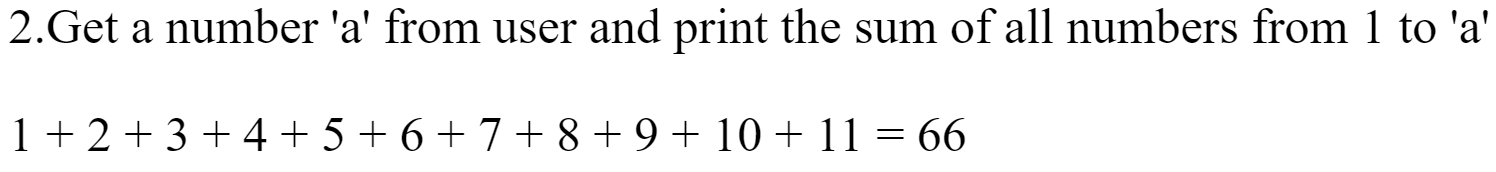 2.Get a number 'a' from user and print the sum of all numbers from 1 to 'a'
1 + 2 + 3 + 4 + 5 + 6 + 7 + 8 + 9 + 10 + 11 = 66